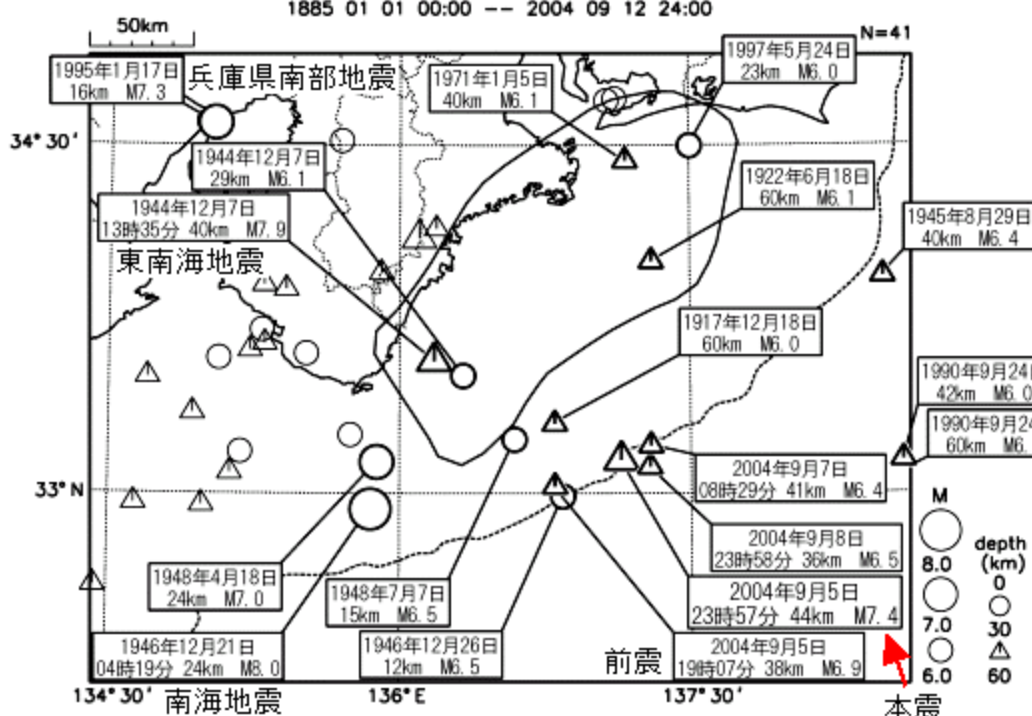 1885 01 01 00:00 -- 2004 09 12 24:00
50km
N=41
1995年1月17日
16km M7.3
兵庫県南部地震
1971年1月5日
40km M6.1
1997年5月24日
23km M6.0
34°30'
1944年12月7日
29km M6.1
1922年6月18日
60km M6.1
1944年12月7日
13時35分 40km M7.9
東南海地震
1945年8月29日
40km M6.4
1917年12月18日
60km M6.0
1990年9月24日
42km M6.0
1990年9月24
60km M6.
33°N
2004年9月7日
08時29分 41km M6.4
2004年9月8日
23時58分 36km M6.5
2004年9月5日
23時57分 44km M7.4
1948年4月18日
24km M7.0
1948年7月7日
15km M6.5
1946年12月21日
04時19分 24km M8.0
1946年12月26日
12km M6.5
前震
2004年9月5日
19時07分 38km M6.9
M
8.0
7.0
6.0
depth
(km)
0
30
60
134°30'
136°E
137°30'
南海地震
本震